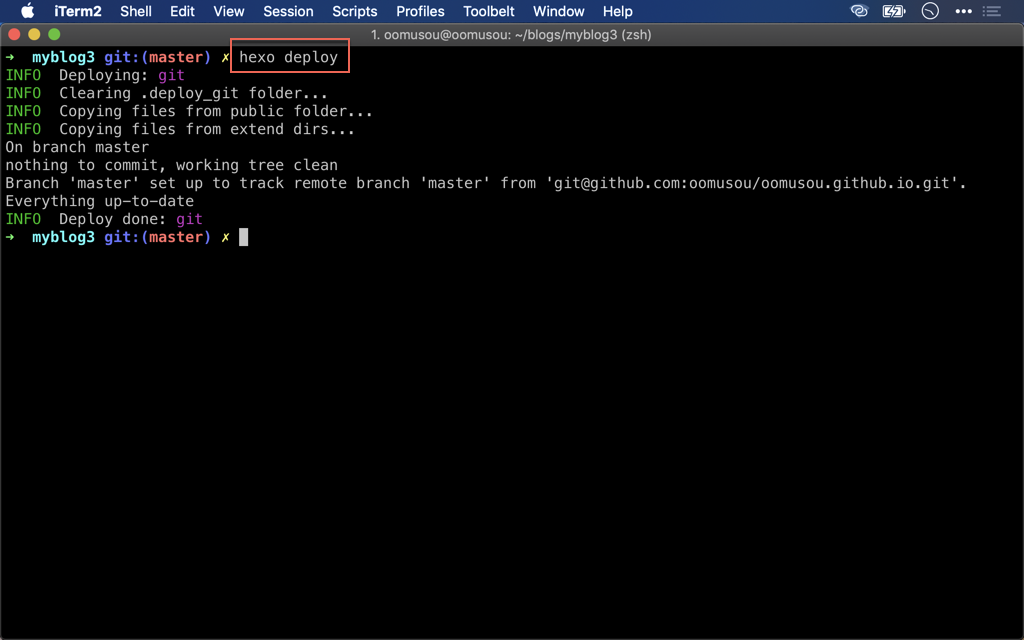 iTerm2 Shell Edit View Session Scripts Profiles Toolbelt Window Help
1. oomusou@oomusou: ~/blogs/myblog3 (zsh)
➜  myblog3 git:(master) ✗ hexo deploy
INFO  Deploying: git
INFO  Clearing .deploy_git folder...
INFO  Copying files from public folder...
INFO  Copying files from extend dirs...
On branch master
nothing to commit, working tree clean
Branch 'master' set up to track remote branch 'master' from 'git@github.com:oomusou/oomusou.github.io.git'.
Everything up-to-date
INFO  Deploy done: git
➜  myblog3 git:(master) ✗